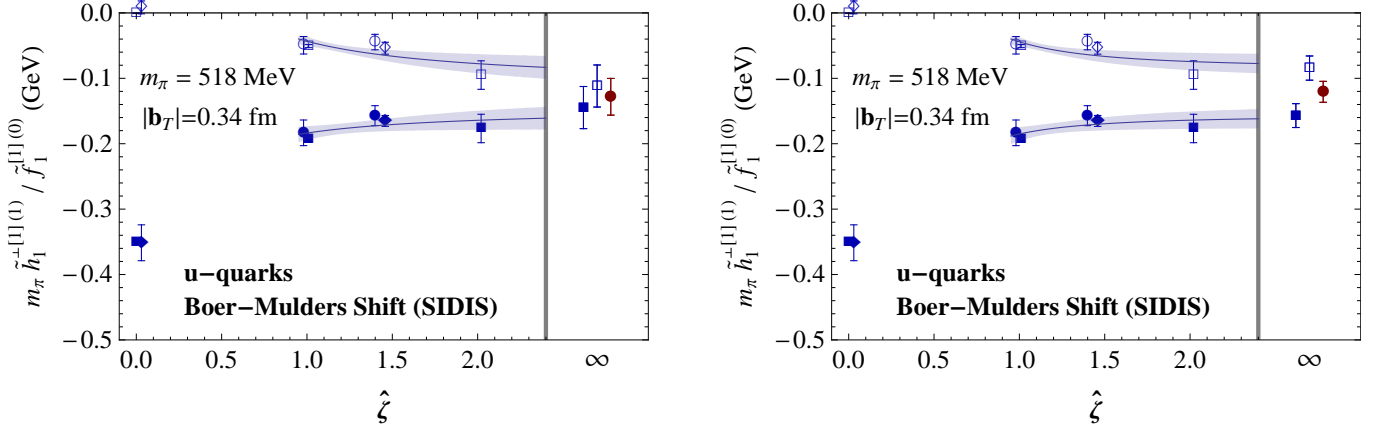 0.0
−0.1
−0.2
−0.3
−0.4
−0.5
m_π h̃_1^{⊥[1](1)} / f̃_1^{[1](0)} (GeV)
m_π = 518 MeV
|b_T|=0.34 fm
u−quarks
Boer−Mulders Shift (SIDIS)
0.0 0.5 1.0 1.5 2.0 ∞
ζ̂
0.0
−0.1
−0.2
−0.3
−0.4
−0.5
m_π h̃_1^{⊥[1](1)} / f̃_1^{[1](0)} (GeV)
m_π = 518 MeV
|b_T|=0.34 fm
u−quarks
Boer−Mulders Shift (SIDIS)
0.0 0.5 1.0 1.5 2.0 ∞
ζ̂